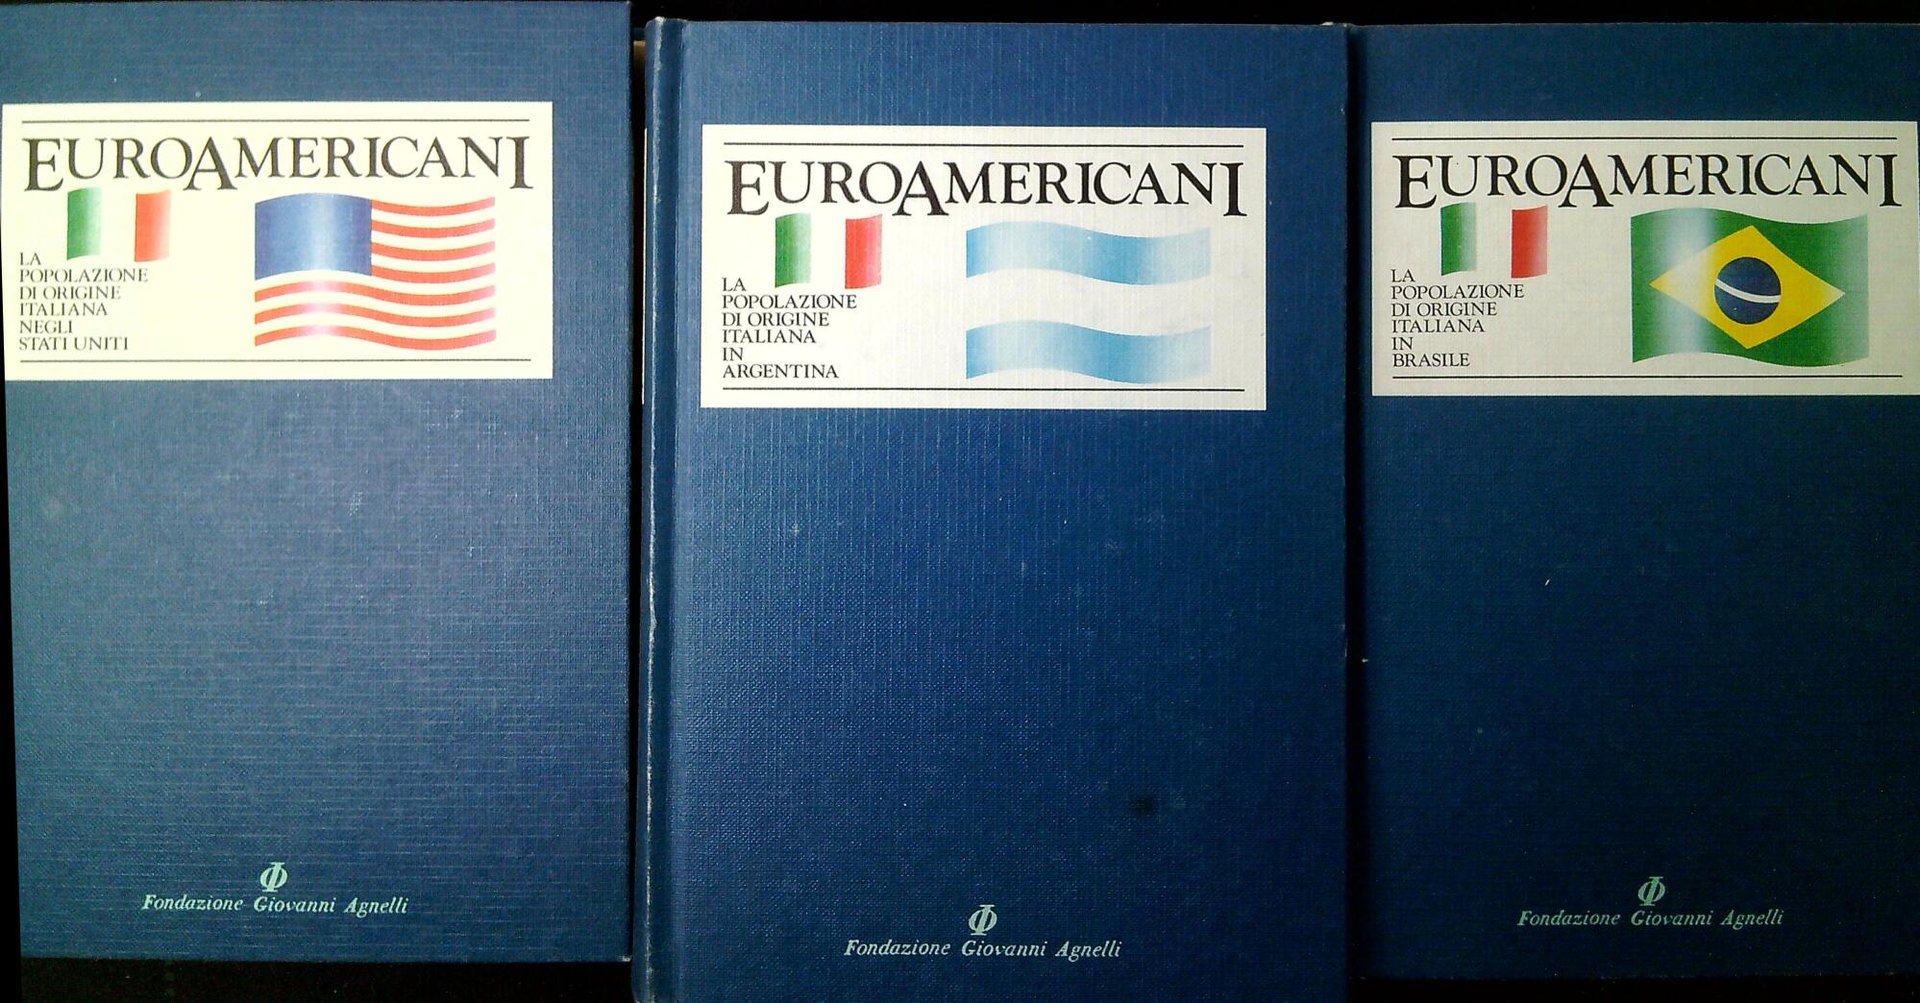 EUROAMERICANI
LA
POPOLAZIONE
DI ORIGINE
ITALIANA
NEGLI
STATI UNITI
Φ
Fondazione Giovanni Agnelli
EUROAMERICANI
LA
POPOLAZIONE
DI ORIGINE
ITALIANA
IN
ARGENTINA
Φ
Fondazione Giovanni Agnelli
EUROAMERICANI
LA
POPOLAZIONE
DI ORIGINE
ITALIANA
IN
BRASILE
Φ
Fondazione Giovanni Agnelli